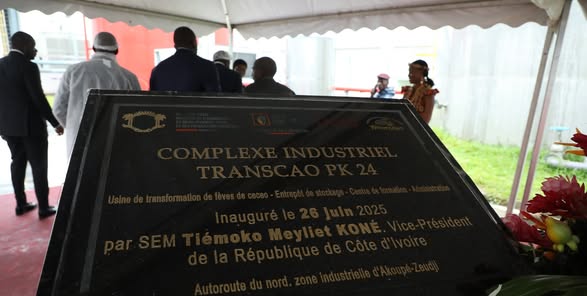 COMPLEXE INDUSTRIEL
TRANSCAO PK 24
Usine de transformation de fèves de cacao - Entrepôt de stockage - Centre de formation - Administration
Inauguré le 26 juin 2025
par SEM Tiémoko Meyliet KONÉ, Vice-Président
de la République de Côte d'Ivoire
Autoroute du nord, zone industrielle d'Akoupé-Zeudji